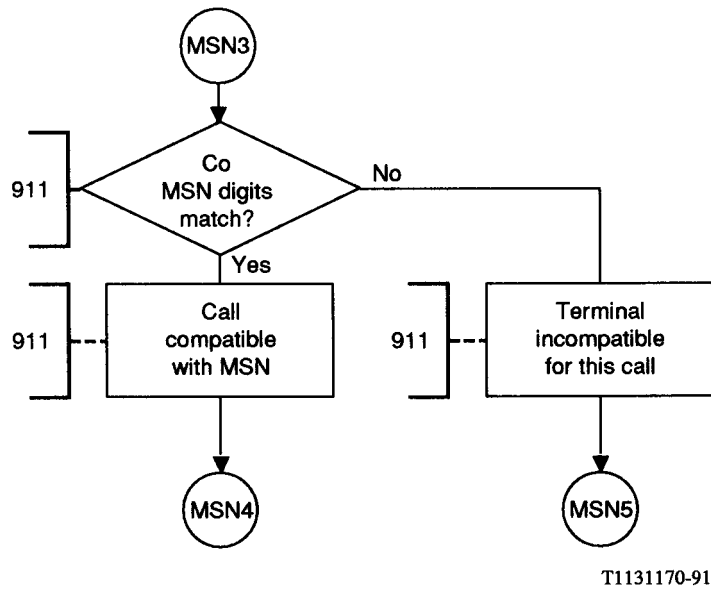 MSN3
Co
MSN digits
match?
911
No
Yes
911
Call
compatible
with MSN
911
Terminal
incompatible
for this call
MSN4
MSN5
T1131170-91